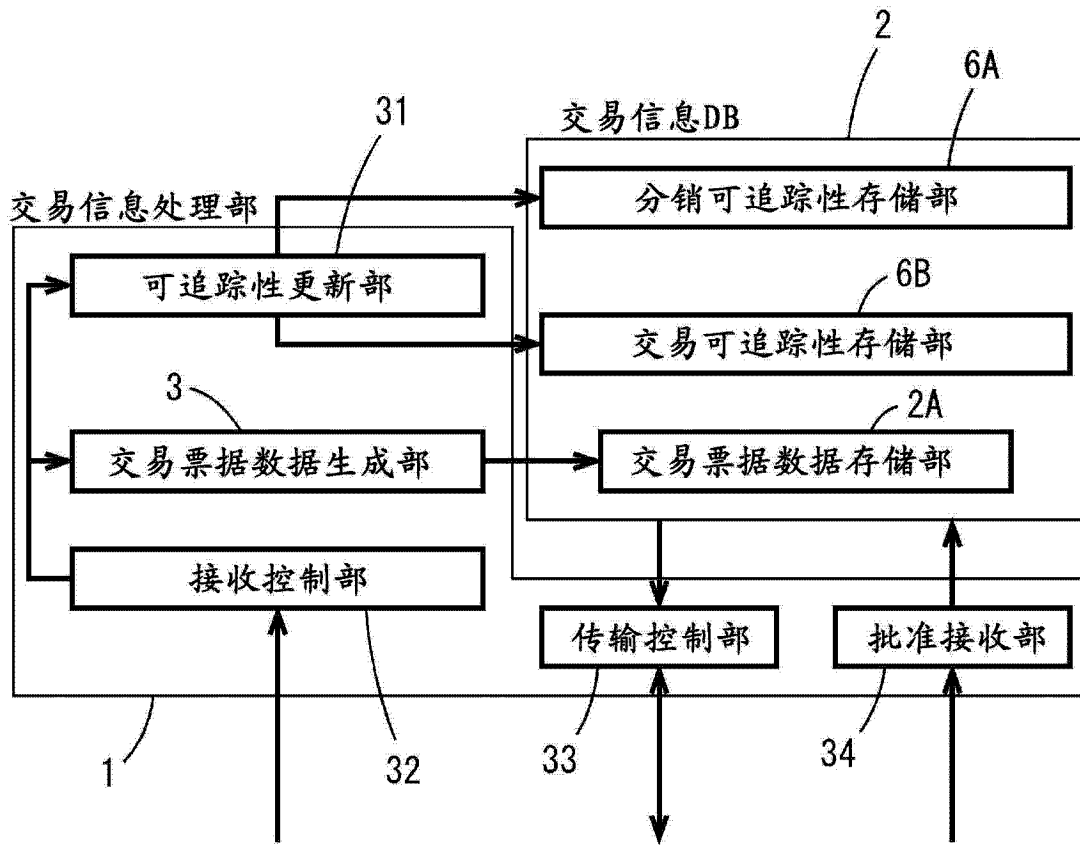 2
6A
交易信息DB
31
分销可追踪性存储部
交易信息处理部
可追踪性更新部
6B
交易可追踪性存储部
3
2A
交易票据数据生成部
交易票据数据存储部
接收控制部
传输控制部
批准接收部
1
32
33
34